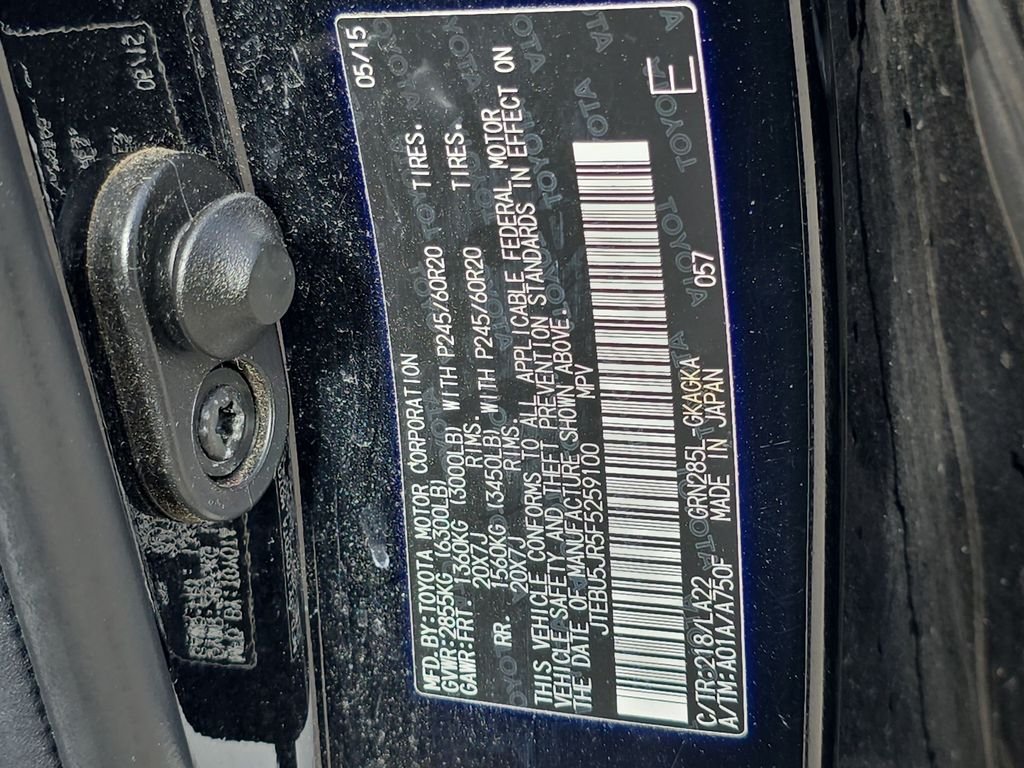 MFD.BY:TOYOTA MOTOR CORPORATION 05/15
GVWR:2855KG (6300LB)
GAWR:FRT. 1360KG (3000LB) WITH P245/60R20 TIRES.
20X7J RIMS.
RR. 1560KG (3450LB) WITH P245/60R20 TIRES.
20X7J RIMS.
THIS VEHICLE CONFORMS TO ALL APPLICABLE FEDERAL MOTOR
VEHICLE SAFETY AND THEFT PREVENTION STANDARDS IN EFFECT ON
THE DATE OF MANUFACTURE SHOWN ABOVE.
JTEBU5JR5F5259100 MPV
C/TR:218/LA22 GRN285L-GKAGKA 057
A/TM:A01A/A750F MADE IN JAPAN
E